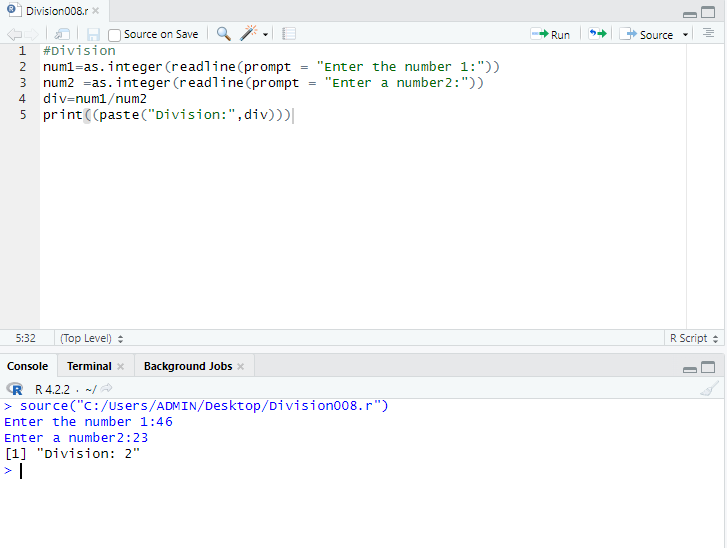 Division008.r
Source on Save
Run
Source
1 #Division
2 num1=as.integer(readline(prompt = "Enter the number 1:"))
3 num2 =as.integer(readline(prompt = "Enter a number2:"))
4 div=num1/num2
5 print((paste("Division:",div)))
5:32 (Top Level) R Script
Console Terminal Background Jobs
R R 4.2.2 · ~/
> source("C:/Users/ADMIN/Desktop/Division008.r")
Enter the number 1:46
Enter a number2:23
[1] "Division: 2"
>